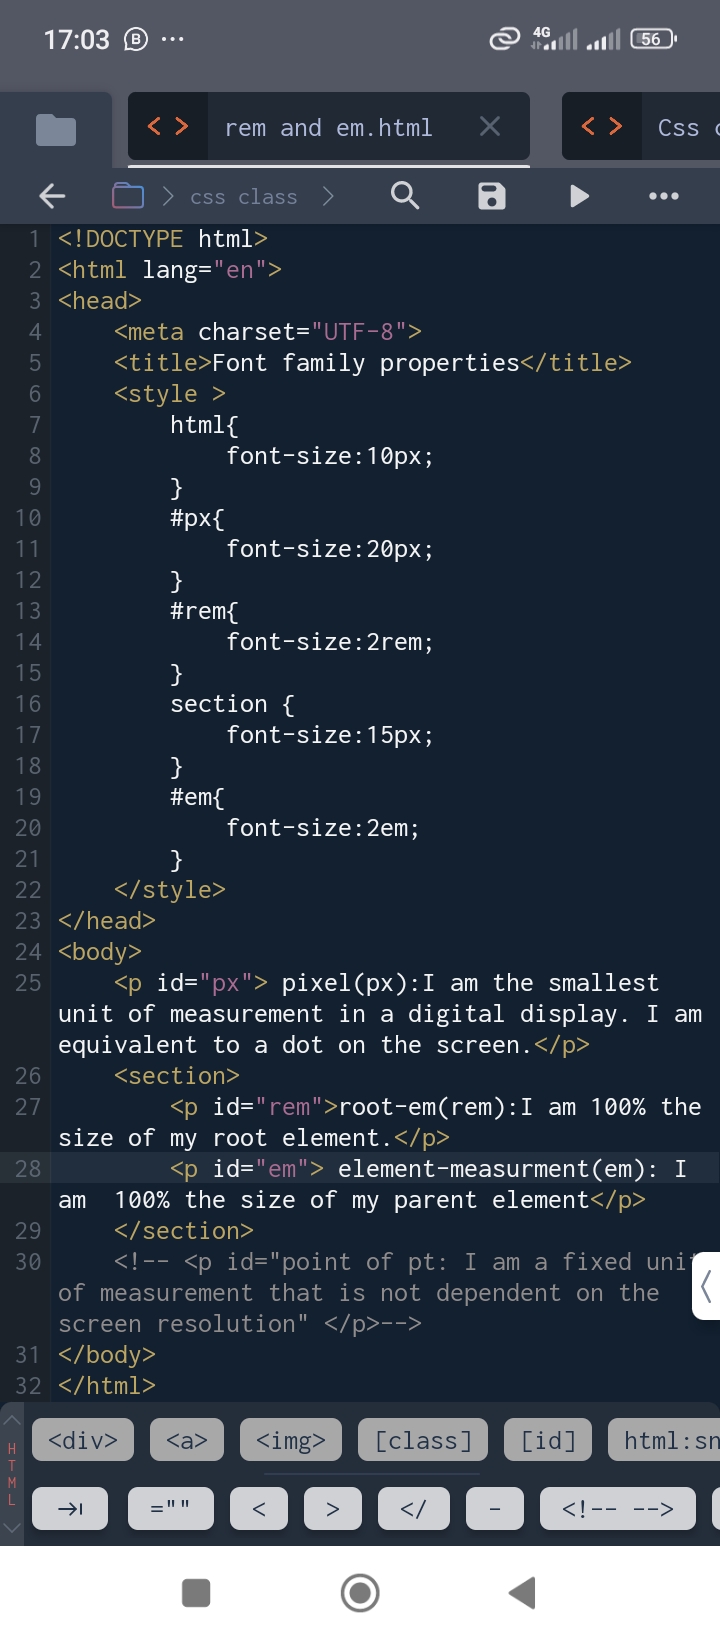 17:03 B ... 4G 56
< > rem and em.html × < > Css
css class
1 <!DOCTYPE html>
2 <html lang="en">
3 <head>
4 <meta charset="UTF-8">
5 <title>Font family properties</title>
6 <style >
7 html{
8 font-size:10px;
9 }
10 #px{
11 font-size:20px;
12 }
13 #rem{
14 font-size:2rem;
15 }
16 section {
17 font-size:15px;
18 }
19 #em{
20 font-size:2em;
21 }
22 </style>
23 </head>
24 <body>
25 <p id="px"> pixel(px):I am the smallest
unit of measurement in a digital display. I am
equivalent to a dot on the screen.</p>
26 <section>
27 <p id="rem">root-em(rem):I am 100% the
size of my root element.</p>
28 <p id="em"> element-measurment(em): I
am  100% the size of my parent element</p>
29 </section>
30 <!-- <p id="point of pt: I am a fixed unit
of measurement that is not dependent on the
screen resolution" </p>-->
31 </body>
32 </html>
HTML
<div> <a> <img> [class] [id] html:sn
="" < > </ - <!-- -->